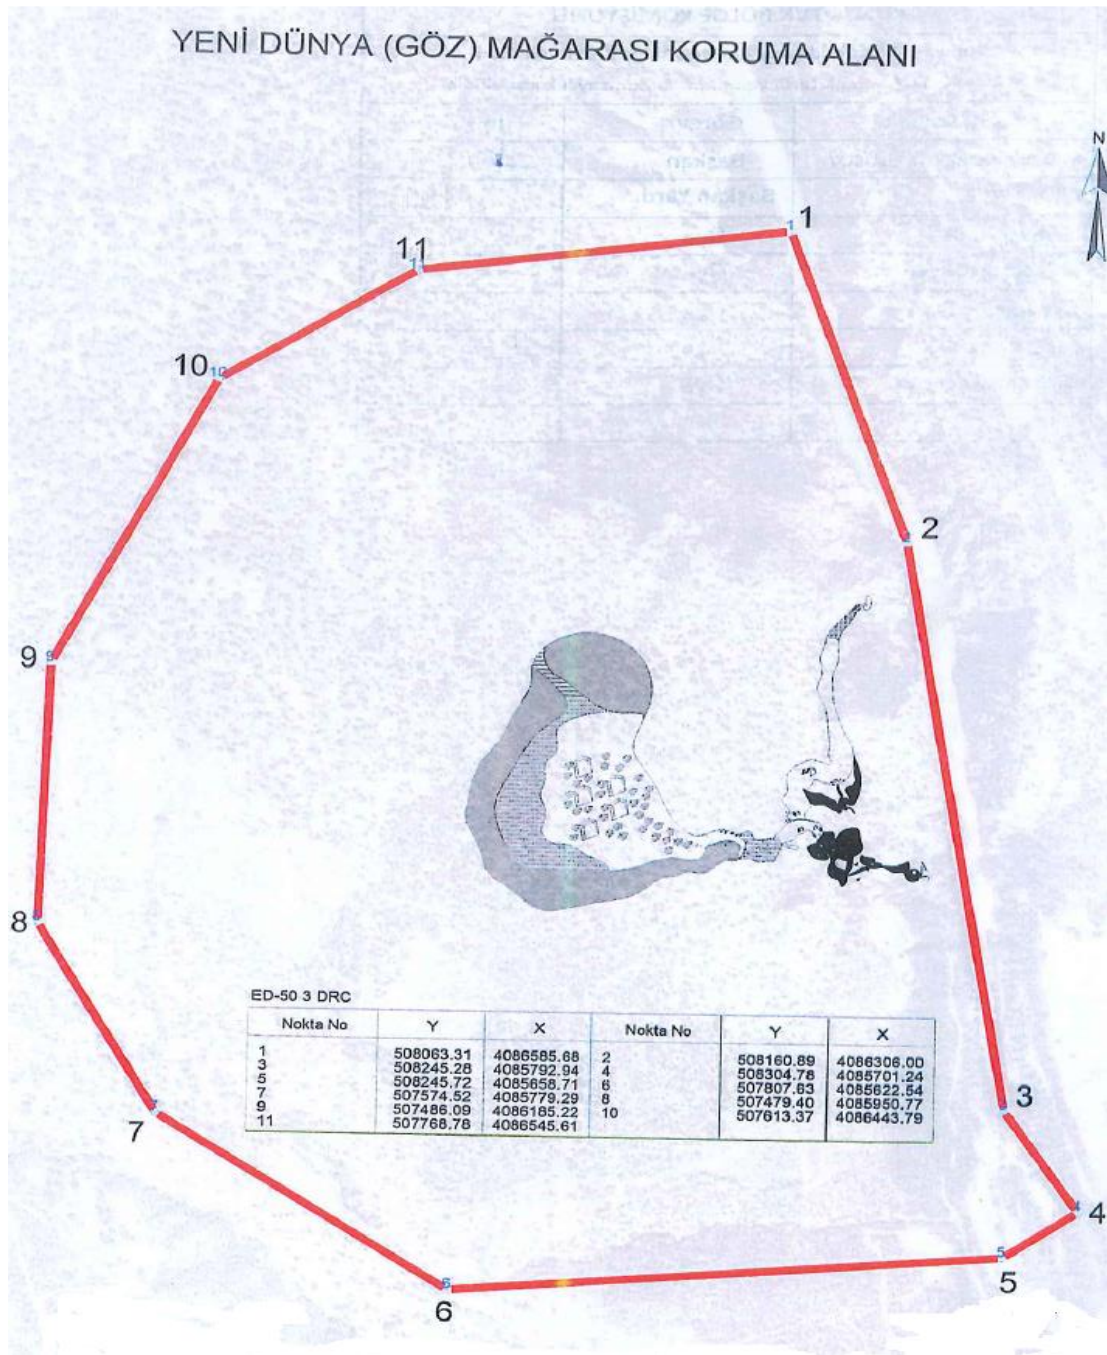 YENİ DÜNYA (GÖZ) MAĞARASI KORUMA ALANI
N
1
11
10
2
9
8
ED-50 3 DRC
Nokta No Y X Nokta No Y X
1 508063.31 4086585.68 2 508160.89 4086306.00
3 508245.28 4085792.94 4 508304.78 4085701.24
5 508245.72 4085658.71 6 507807.63 4085622.54
7 507574.52 4085779.29 8 507479.40 4085950.77
9 507486.09 4086185.22 10 507613.37 4086443.79
11 507768.78 4086545.61
3
7
4
5
6